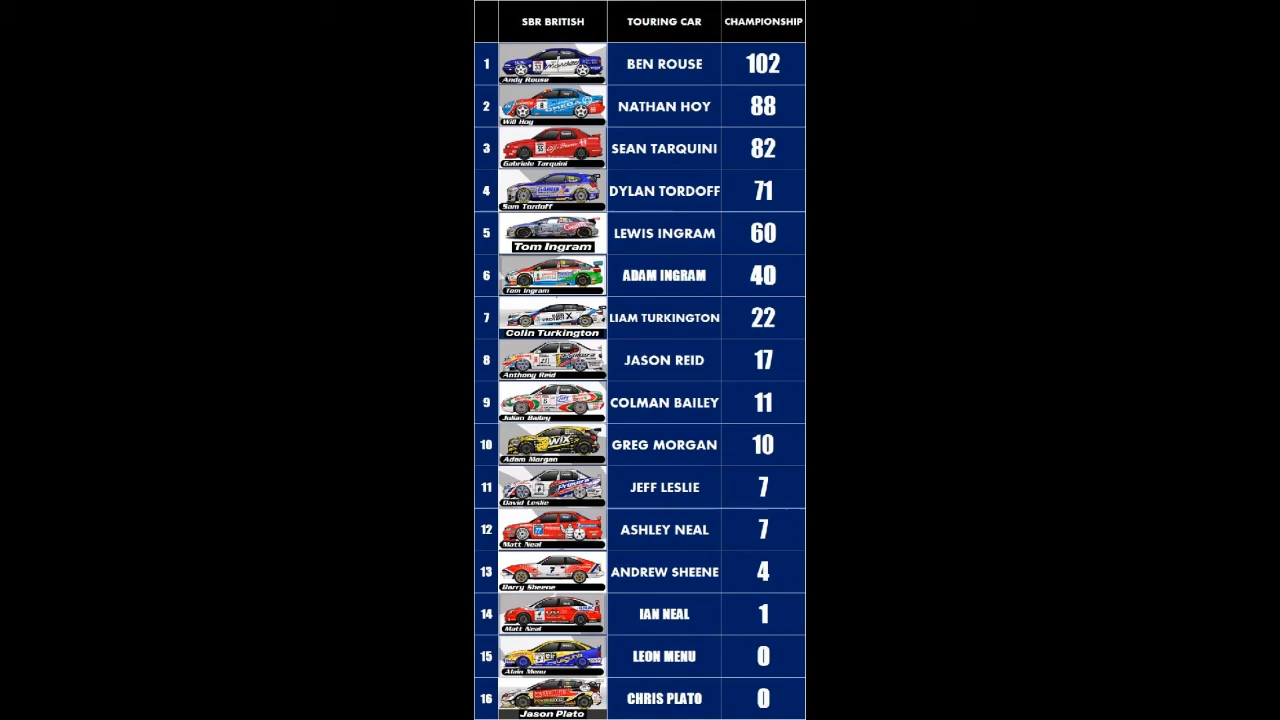 SBR BRITISH TOURING CAR CHAMPIONSHIP
1 Andy Rouse BEN ROUSE 102
2 Will Hoy NATHAN HOY 88
3 Gabriele Tarquini SEAN TARQUINI 82
4 Sam Tordoff DYLAN TORDOFF 71
5 Tom Ingram LEWIS INGRAM 60
6 Tom Ingram ADAM INGRAM 40
7 Colin Turkington LIAM TURKINGTON 22
8 Anthony Reid JASON REID 17
9 Julian Bailey COLMAN BAILEY 11
10 WIX Adam Morgan GREG MORGAN 10
11 David Leslie JEFF LESLIE 7
12 Matt Neal ASHLEY NEAL 7
13 7 Barry Sheene ANDREW SHEENE 4
14 Matt Neal IAN NEAL 1
15 Alain Menu LEON MENU 0
16 Jason Plato CHRIS PLATO 0